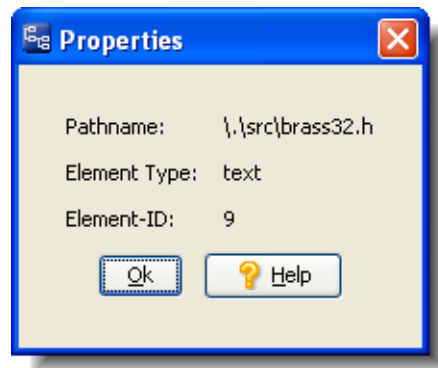 Properties
Pathname: \.\src\brass32.h
Element Type: text
Element-ID: 9
Ok ? Help